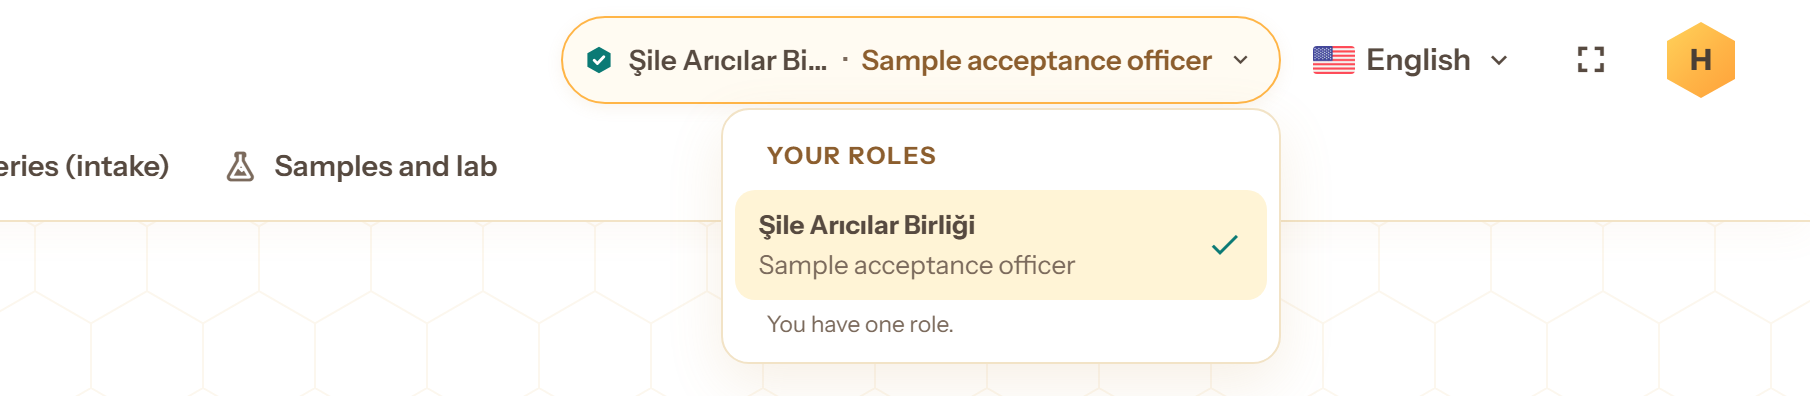 Şile Arıcılar Bi... · Sample acceptance officer
English
H
eries (intake)
Samples and lab
YOUR ROLES
Şile Arıcılar Birliği
Sample acceptance officer
You have one role.